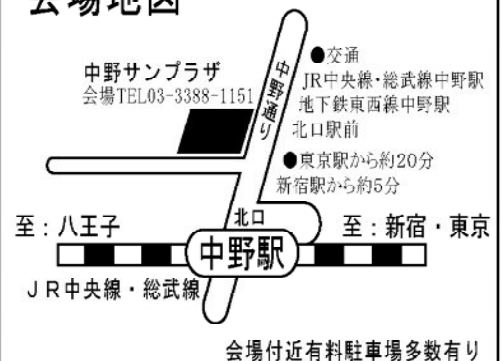 会場地図
●交通
JR中央線・総武線中野駅
地下鉄東西線中野駅
北口駅前
●東京駅から約20分
新宿駅から約5分
中野サンプラザ
会場TEL03-3388-1151
中野通り
北口
至：八王子
至：新宿・東京
中野駅
JR中央線・総武線
会場付近有料駐車場多数有り